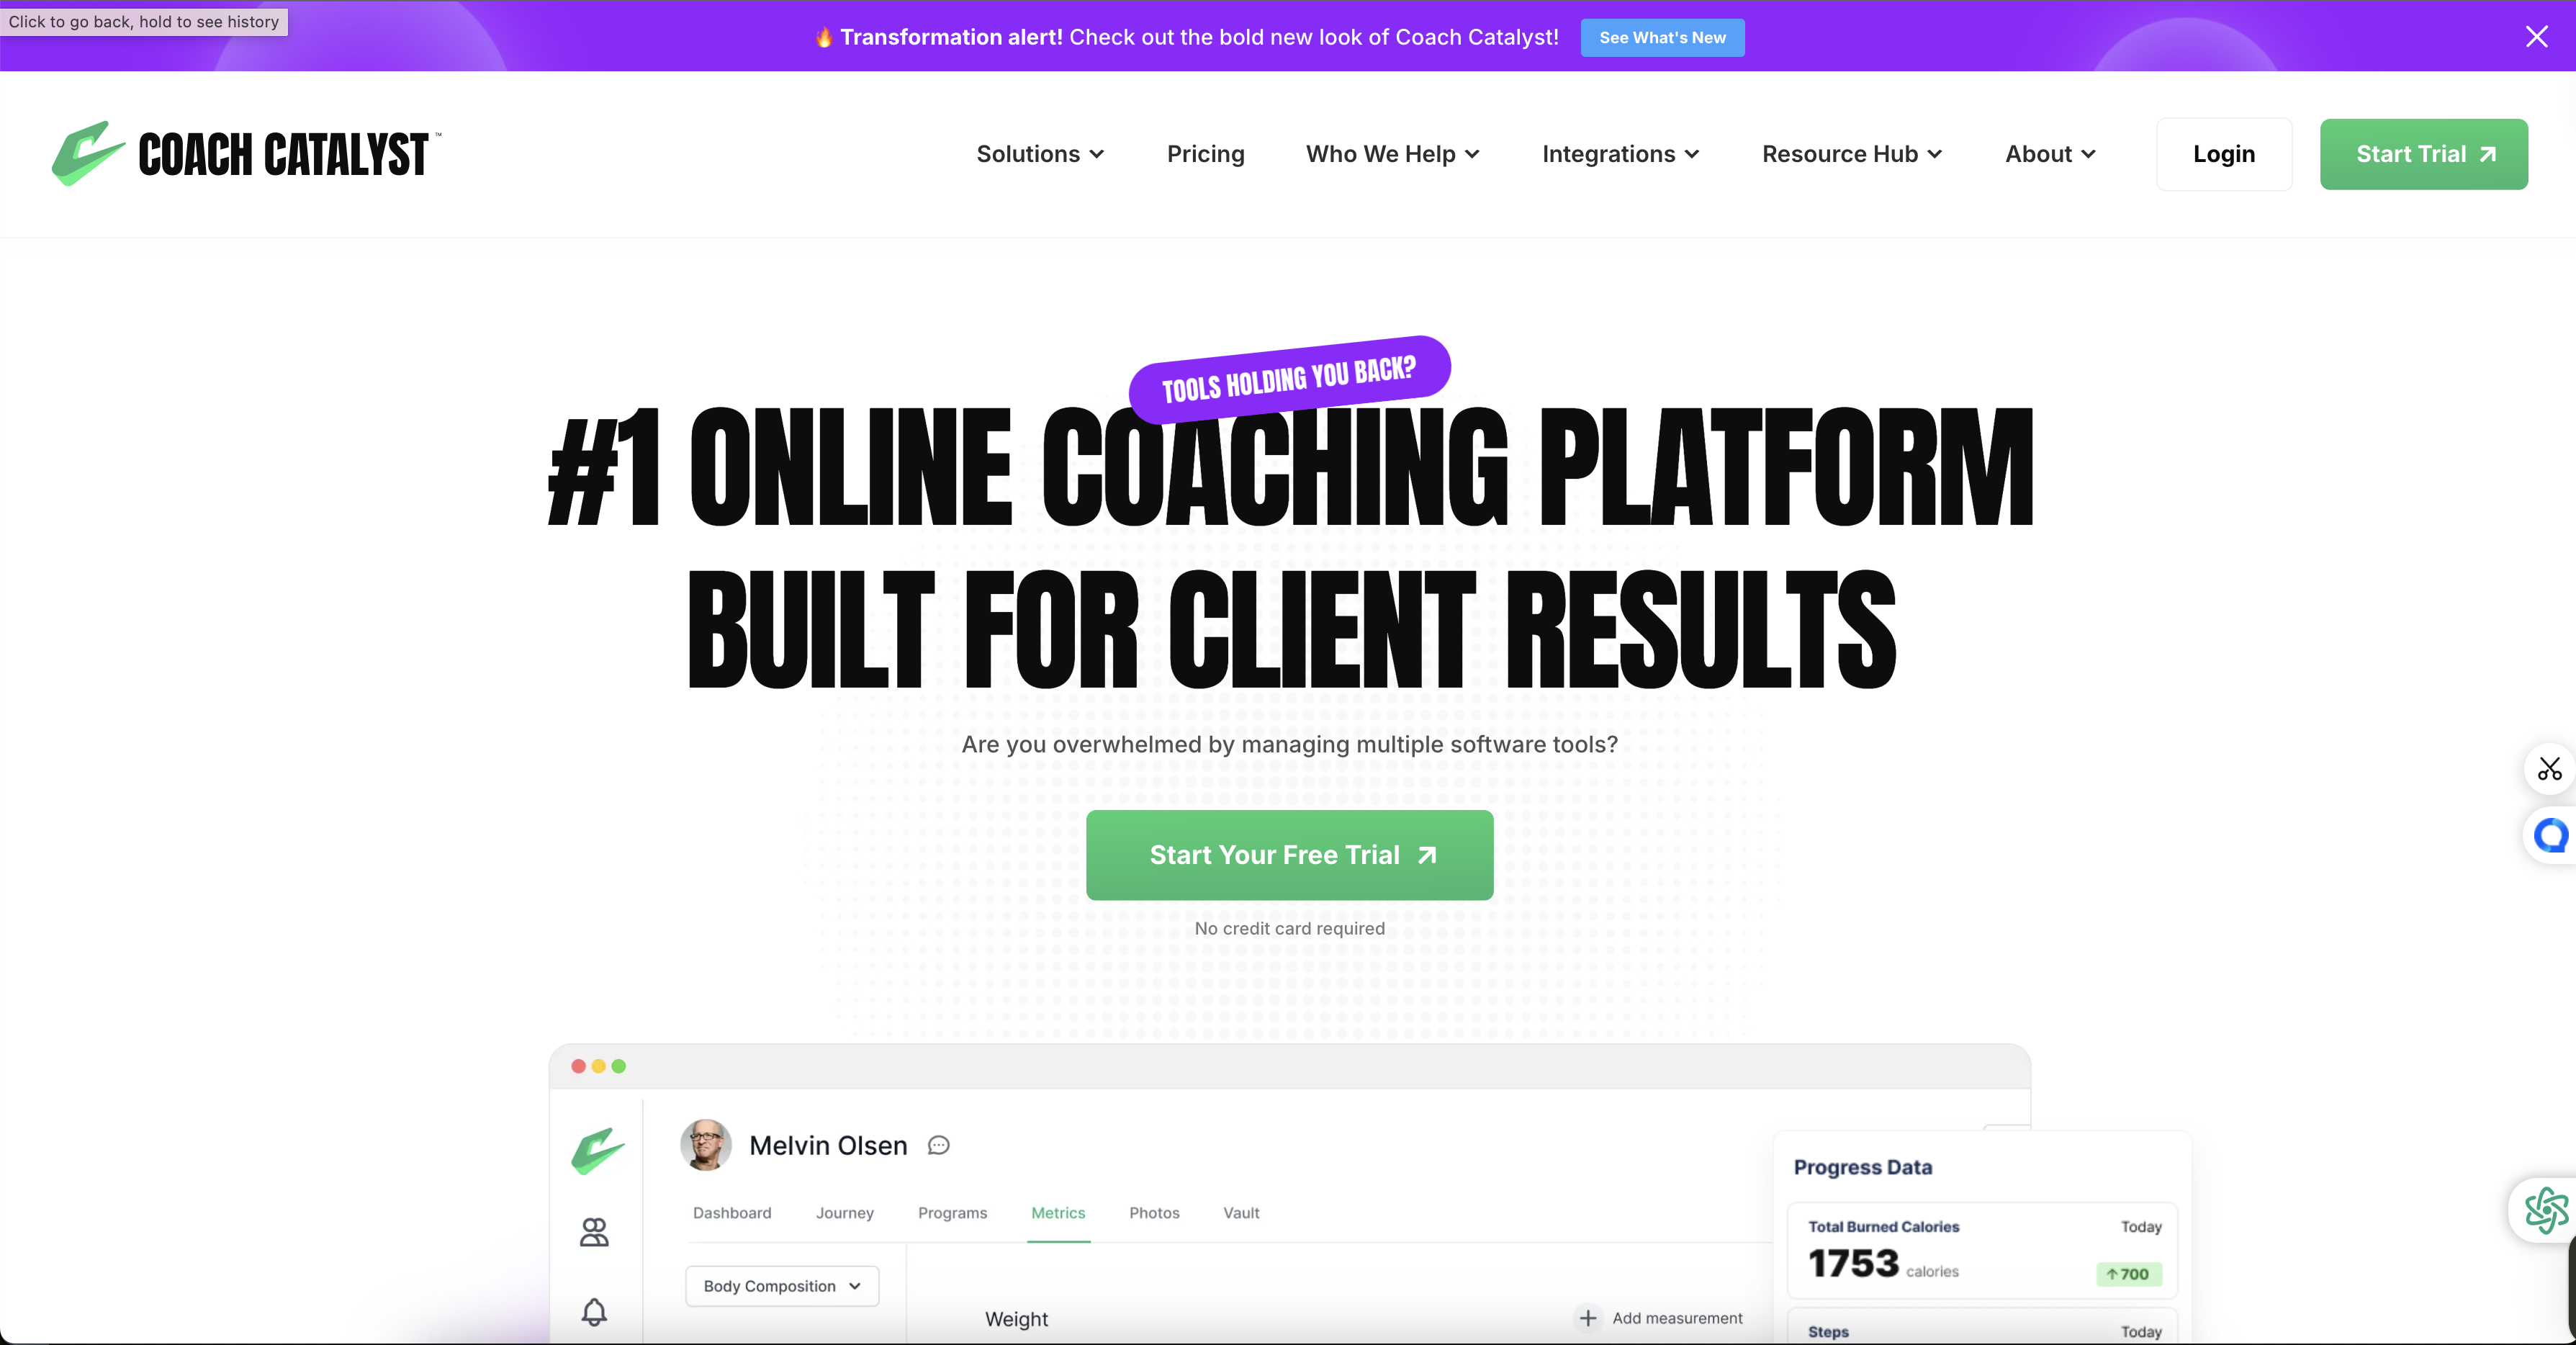 Click to go back, hold to see history
🔥 Transformation alert! Check out the bold new look of Coach Catalyst! See What's New
COACH CATALYST ™
Solutions Pricing Who We Help Integrations Resource Hub About Login Start Trial
TOOLS HOLDING YOU BACK?
#1 ONLINE COACHING PLATFORM
BUILT FOR CLIENT RESULTS
Are you overwhelmed by managing multiple software tools?
Start Your Free Trial
No credit card required
Melvin Olsen
Dashboard Journey Programs Metrics Photos Vault
Body Composition
Weight
Add measurement
Progress Data
Total Burned Calories Today
1753 calories ↑700
Steps Today